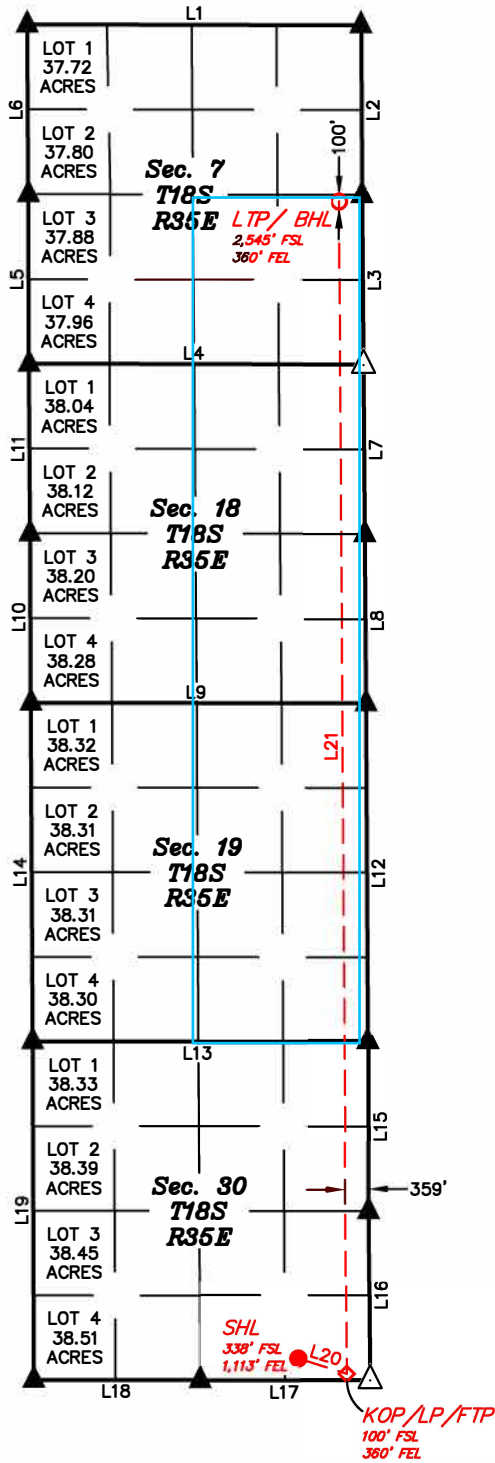 L1
LOT 1
37.72
ACRES
L6
L2
LOT 2
37.80
ACRES
100'
Sec. 7
T18S
R35E
LOT 3
37.88
ACRES
LTP/ BHL
2,545' FSL
360' FEL
L5
L3
LOT 4
37.96
ACRES
L4
LOT 1
38.04
ACRES
L11
L7
LOT 2
38.12
ACRES
Sec. 18
T18S
R35E
LOT 3
38.20
ACRES
L10
L8
LOT 4
38.28
ACRES
L9
LOT 1
38.32
ACRES
L21
LOT 2
38.31
ACRES
Sec. 19
T18S
R35E
L14
L12
LOT 3
38.31
ACRES
LOT 4
38.30
ACRES
L13
LOT 1
38.33
ACRES
L15
LOT 2
38.39
ACRES
Sec. 30
T18S
R35E
359'
L19
LOT 3
38.45
ACRES
L16
LOT 4
38.51
ACRES
SHL
338' FSL
1,113' FEL
L20
L18
L17
KOP/LP/FTP
100' FSL
360' FEL